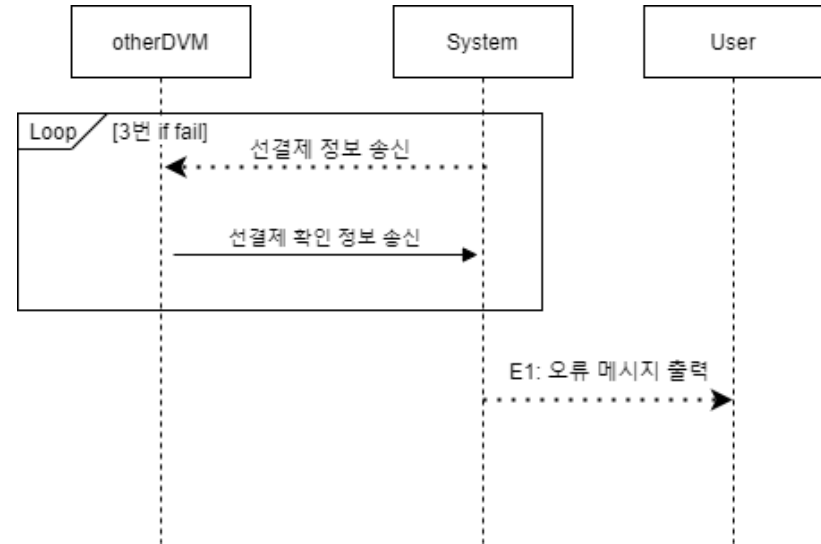 otherDVM
System
User
Loop
[3번 if fail]
선결제 정보 송신
선결제 확인 정보 송신
E1: 오류 메시지 출력